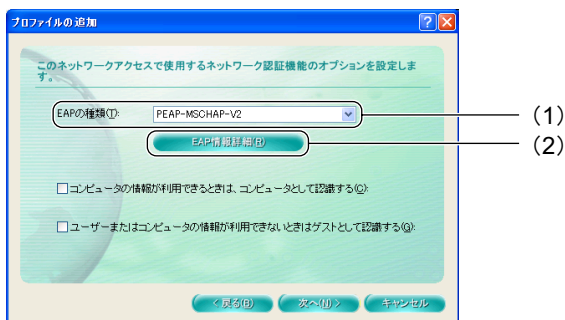 プロファイルの追加
このネットワークアクセスで使用するネットワーク認証機能のオプションを設定しま
す。
EAPの種類(T): PEAP-MSCHAP-V2 (1)
EAP情報詳細(R) (2)
コンピュータの情報が利用できるときは、コンピュータとして認識する(C):
ユーザーまたはコンピュータの情報が利用できないときはゲストとして認識する(G):
< 戻る(B) 次へ(N) > キャンセル